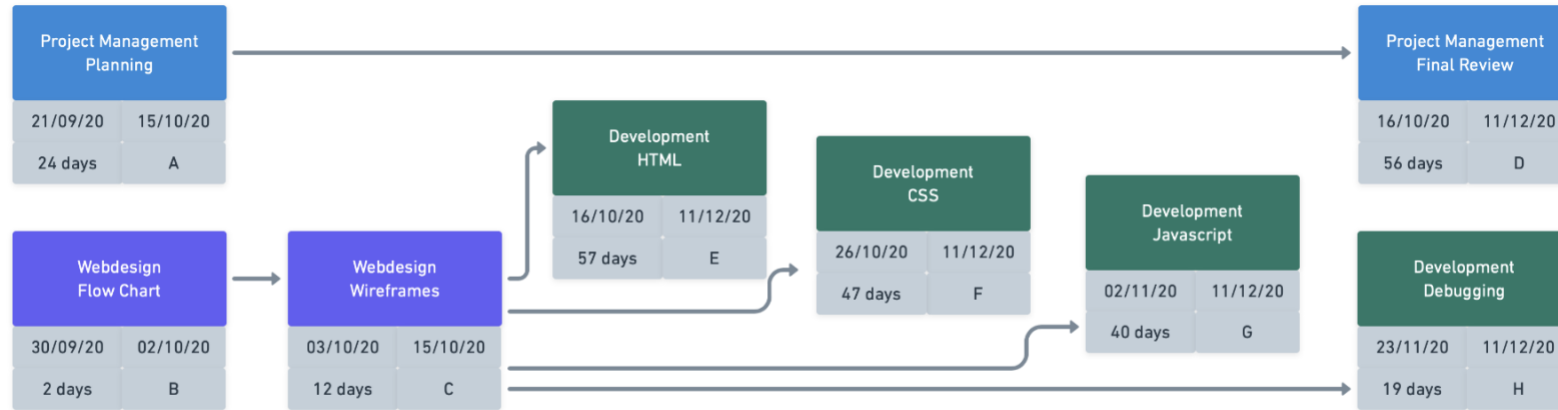 Project Management
Planning
21/09/20 15/10/20
24 days A
Project Management
Final Review
16/10/20 11/12/20
56 days D
Development
HTML
16/10/20 11/12/20
57 days E
Development
CSS
26/10/20 11/12/20
47 days F
Development
Javascript
02/11/20 11/12/20
40 days G
Webdesign
Flow Chart
30/09/20 02/10/20
2 days B
Webdesign
Wireframes
03/10/20 15/10/20
12 days C
Development
Debugging
23/11/20 11/12/20
19 days H